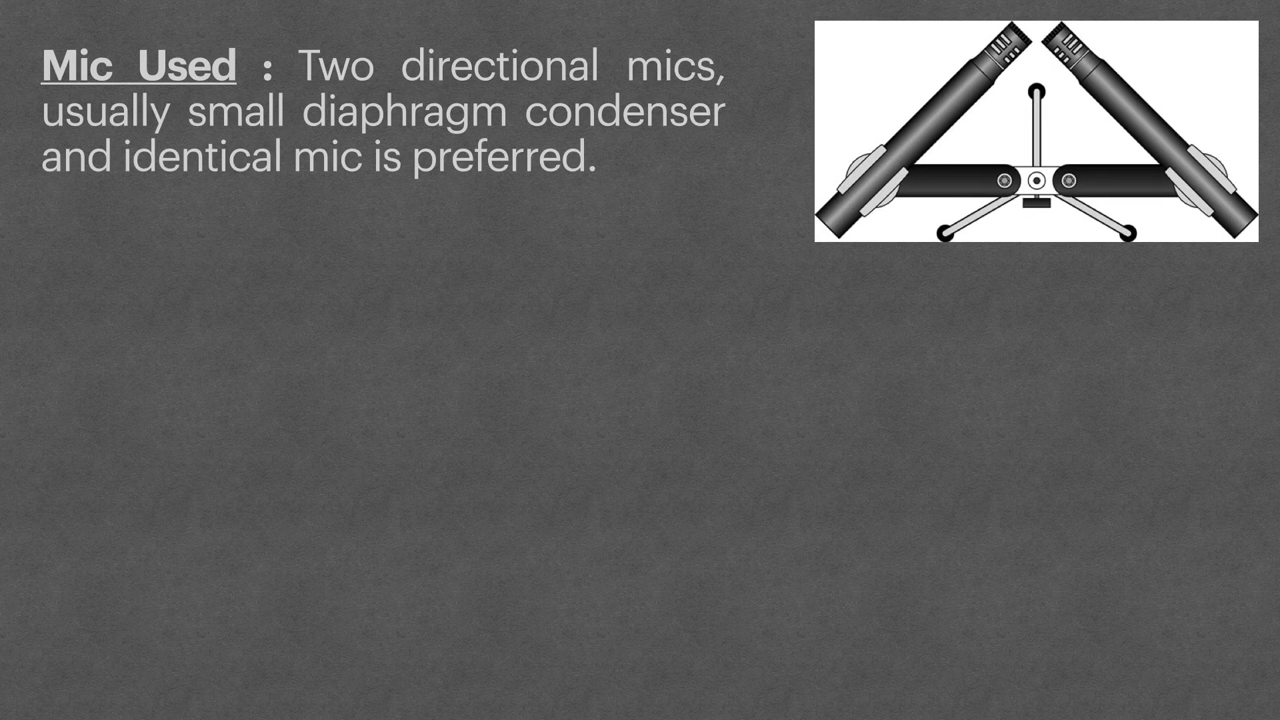 Mic Used : Two directional mics,
usually small diaphragm condenser
and identical mic is preferred.